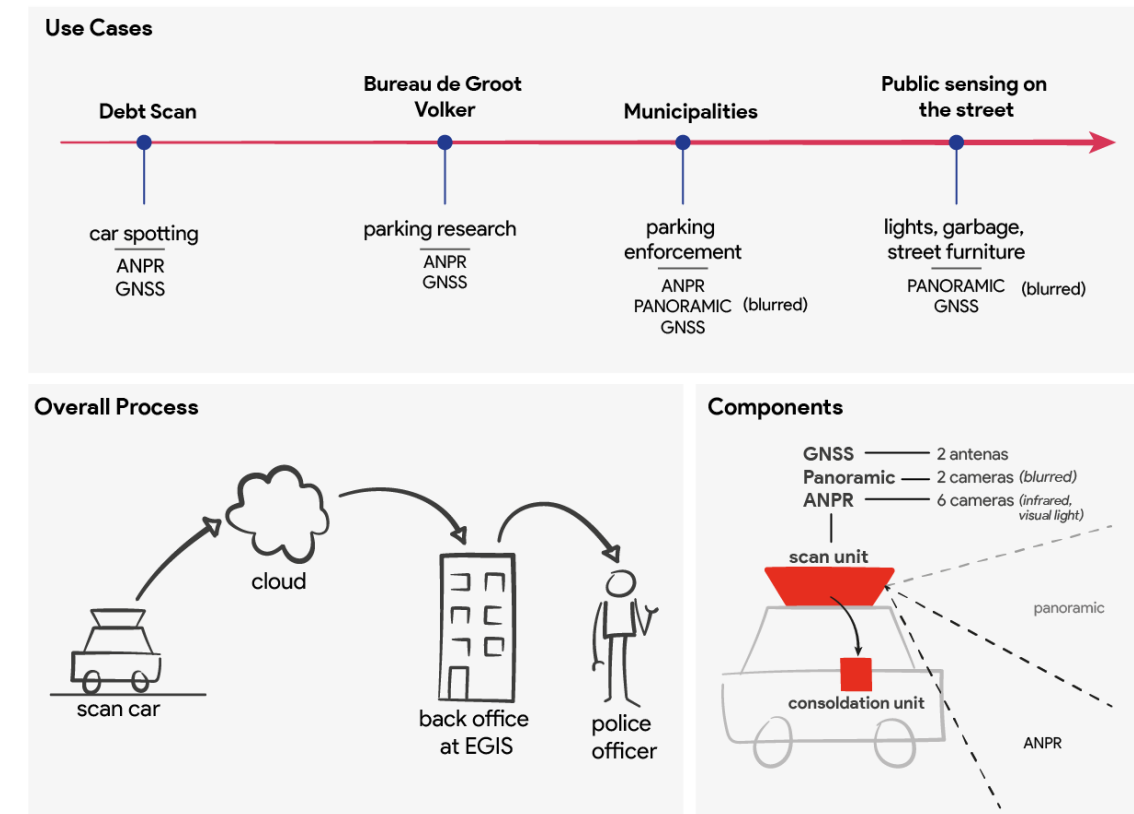 Use Cases
Debt Scan
Bureau de Groot
Volker
Municipalities
Public sensing on
the street
car spotting
ANPR
GNSS
parking research
ANPR
GNSS
parking
enforcement
ANPR
PANORAMIC (blurred)
GNSS
lights, garbage,
street furniture
PANORAMIC (blurred)
GNSS
Overall Process
cloud
scan car
back office
at EGIS
police
officer
Components
GNSS 2 antenas
Panoramic 2 cameras (blurred)
ANPR 6 cameras (infrared,
visual light)
scan unit
panoramic
consoldation unit
ANPR